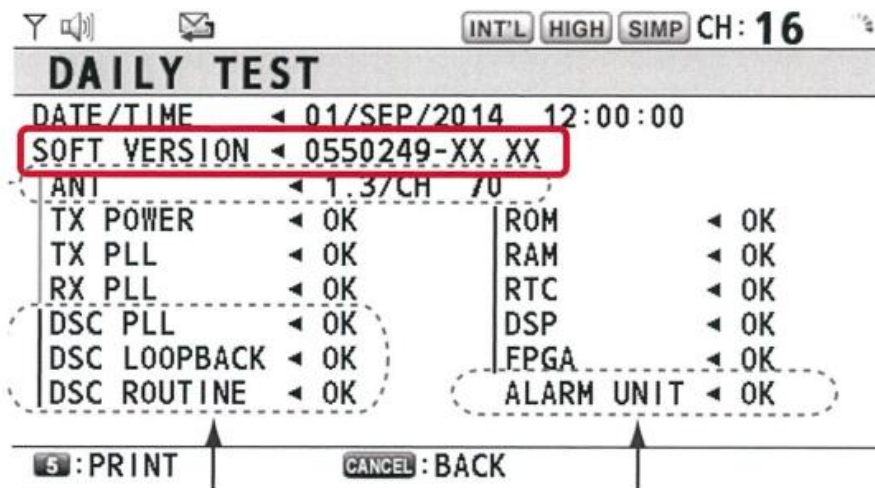 INT'L HIGH SIMP CH: 16
DAILY TEST
DATE/TIME ◄ 01/SEP/2014 12:00:00
SOFT VERSION ◄ 0550249-XX.XX
ANT ◄ 1.3/CH 70
TX POWER ◄ OK ROM ◄ OK
TX PLL ◄ OK RAM ◄ OK
RX PLL ◄ OK RTC ◄ OK
DSC PLL ◄ OK DSP ◄ OK
DSC LOOPBACK ◄ OK FPGA ◄ OK
DSC ROUTINE ◄ OK ALARM UNIT ◄ OK
5 : PRINT CANCEL : BACK